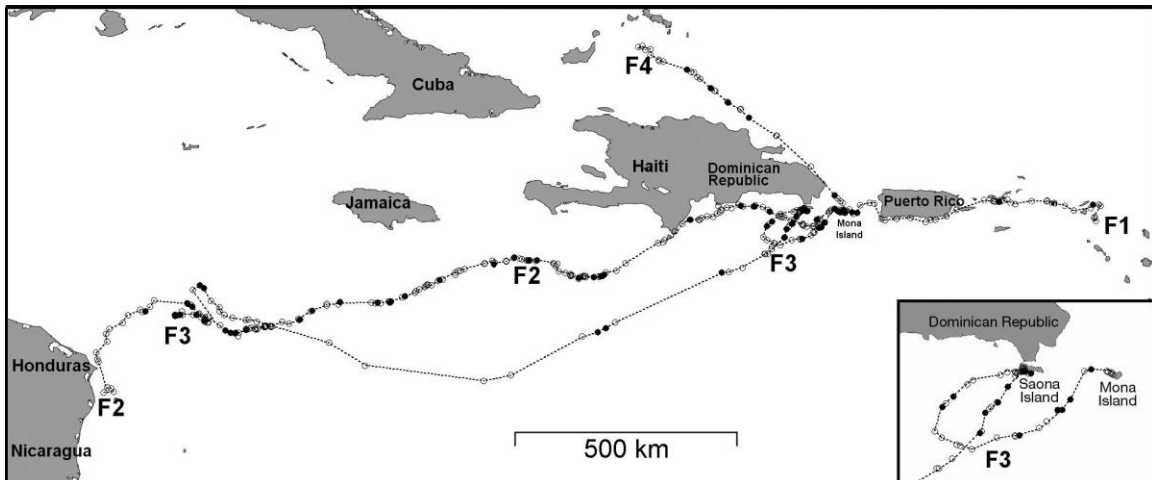 F4
Cuba
Haiti
Dominican
Republic
Jamaica
Puerto Rico
Mona
Island
F1
F2
F3
F3
Honduras
F2
Nicaragua
500 km
Dominican Republic
Saona
Island
Mona
Island
F3